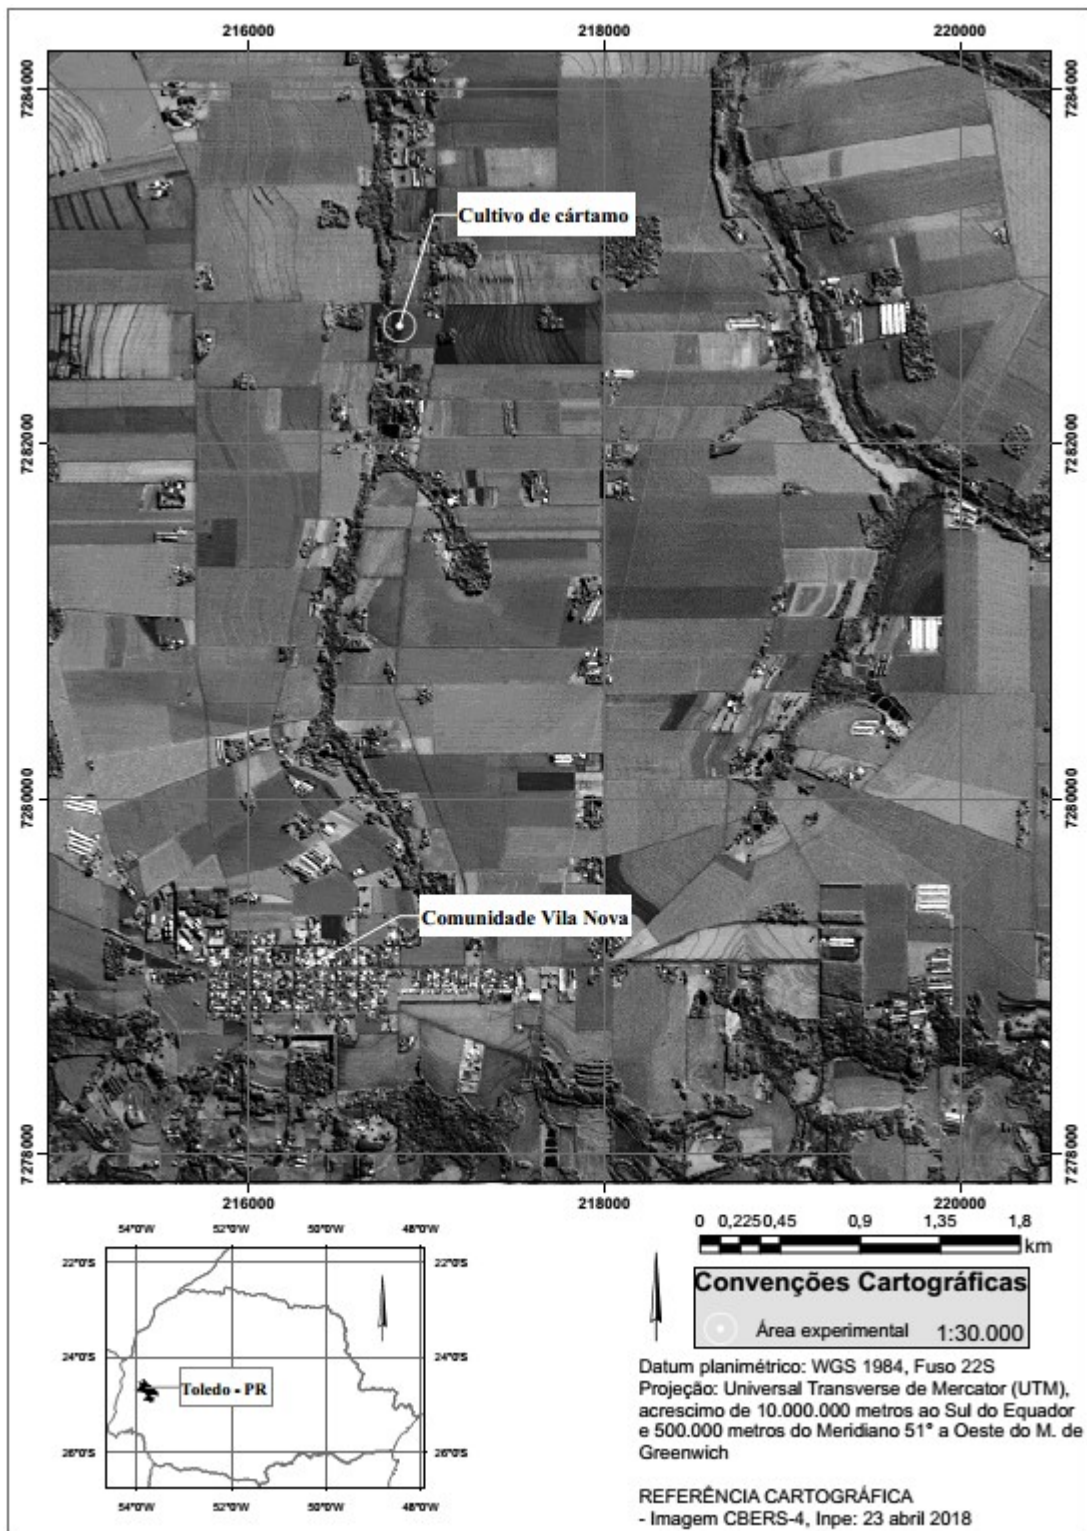 216000 218000 220000
7284000 7284000
Cultivo de cártamo
7282000 7282000
7280000 7280000
Comunidade Vila Nova
7278000 7278000
216000 218000 220000
54°0'W 52°0'W 50°0'W 48°0'W
22°0'S 22°0'S
24°0'S 24°0'S
Toledo - PR
26°0'S 26°0'S
54°0'W 52°0'W 50°0'W 48°0'W
0 0,225 0,45 0,9 1,35 1,8
km
Convenções Cartográficas
Área experimental 1:30.000
Datum planimétrico: WGS 1984, Fuso 22S
Projeção: Universal Transverse de Mercator (UTM),
acrescimo de 10.000.000 metros ao Sul do Equador
e 500.000 metros do Meridiano 51° a Oeste do M. de
Greenwich
REFERÊNCIA CARTOGRÁFICA
- Imagem CBERS-4, Inpe: 23 abril 2018